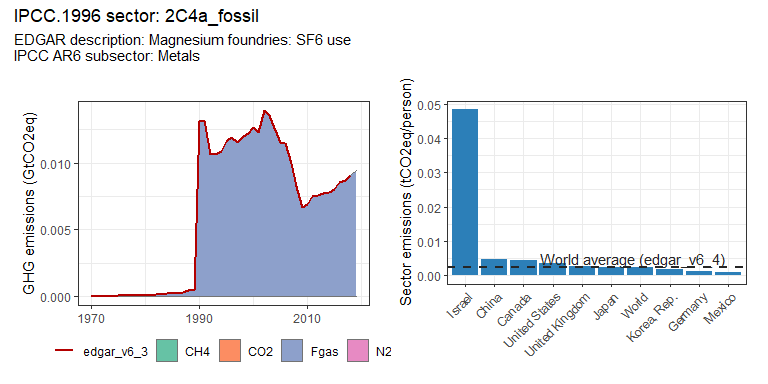 IPCC.1996 sector: 2C4a_fossil
EDGAR description: Magnesium foundries: SF6 use
IPCC AR6 subsector: Metals
GHG emissions (GtCO2eq)
0.010
0.005
0.000
1970
1990
2010
edgar_v6_3
CH4
CO2
Fgas
N2
Sector emissions (tCO2eq/person)
0.05
0.04
0.03
0.02
0.01
0.00
World average (edgar_v6_4)
Israel
China
Canada
United States
United Kingdom
Japan
World
Korea. Rep.
Germany
Mexico